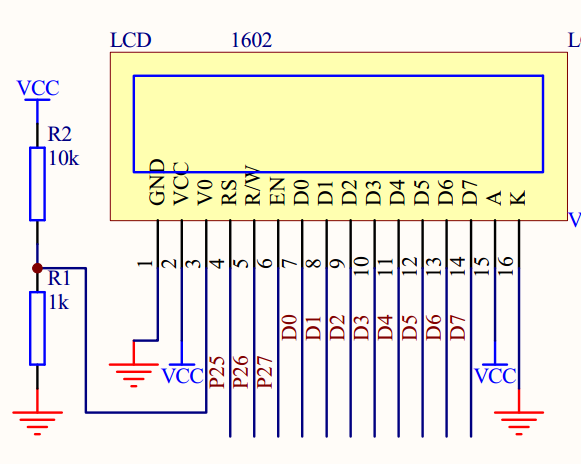 LCD 1602 L
VCC
R2
10k
R1
1k
GND VCC V0 RS R/W EN D0 D1 D2 D3 D4 D5 D6 D7 A K
1 2 3 4 5 6 7 8 9 10 11 12 13 14 15 16
D0 D1 D2 D3 D4 D5 D6 D7
VCC P25 P26 P27 VCC
V